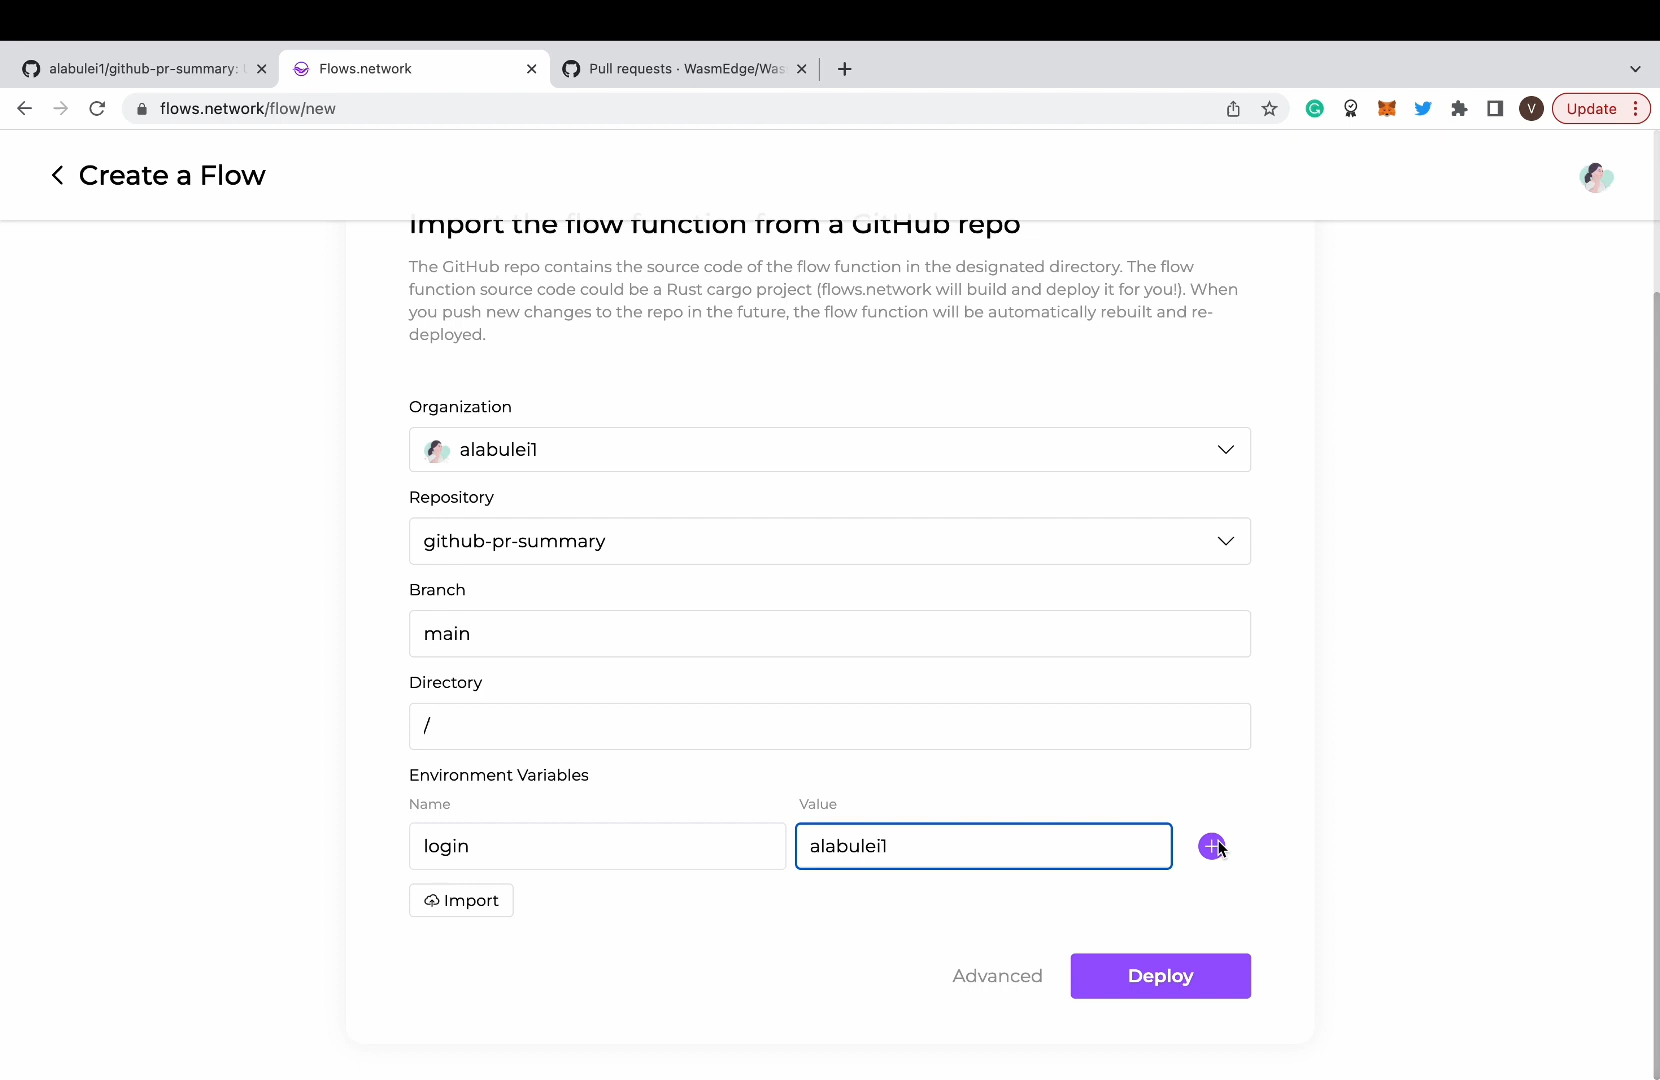 alabulei1/github-pr-summary:
Flows.network
Pull requests · WasmEdge/Was
flows.network/flow/new
V
Update
Create a Flow
Import the flow function from a GitHub repo
The GitHub repo contains the source code of the flow function in the designated directory. The flow
function source code could be a Rust cargo project (flows.network will build and deploy it for you!). When
you push new changes to the repo in the future, the flow function will be automatically rebuilt and re-
deployed.
Organization
alabulei1
Repository
github-pr-summary
Branch
main
Directory
/
Environment Variables
Name Value
login alabulei1
Import
Advanced Deploy